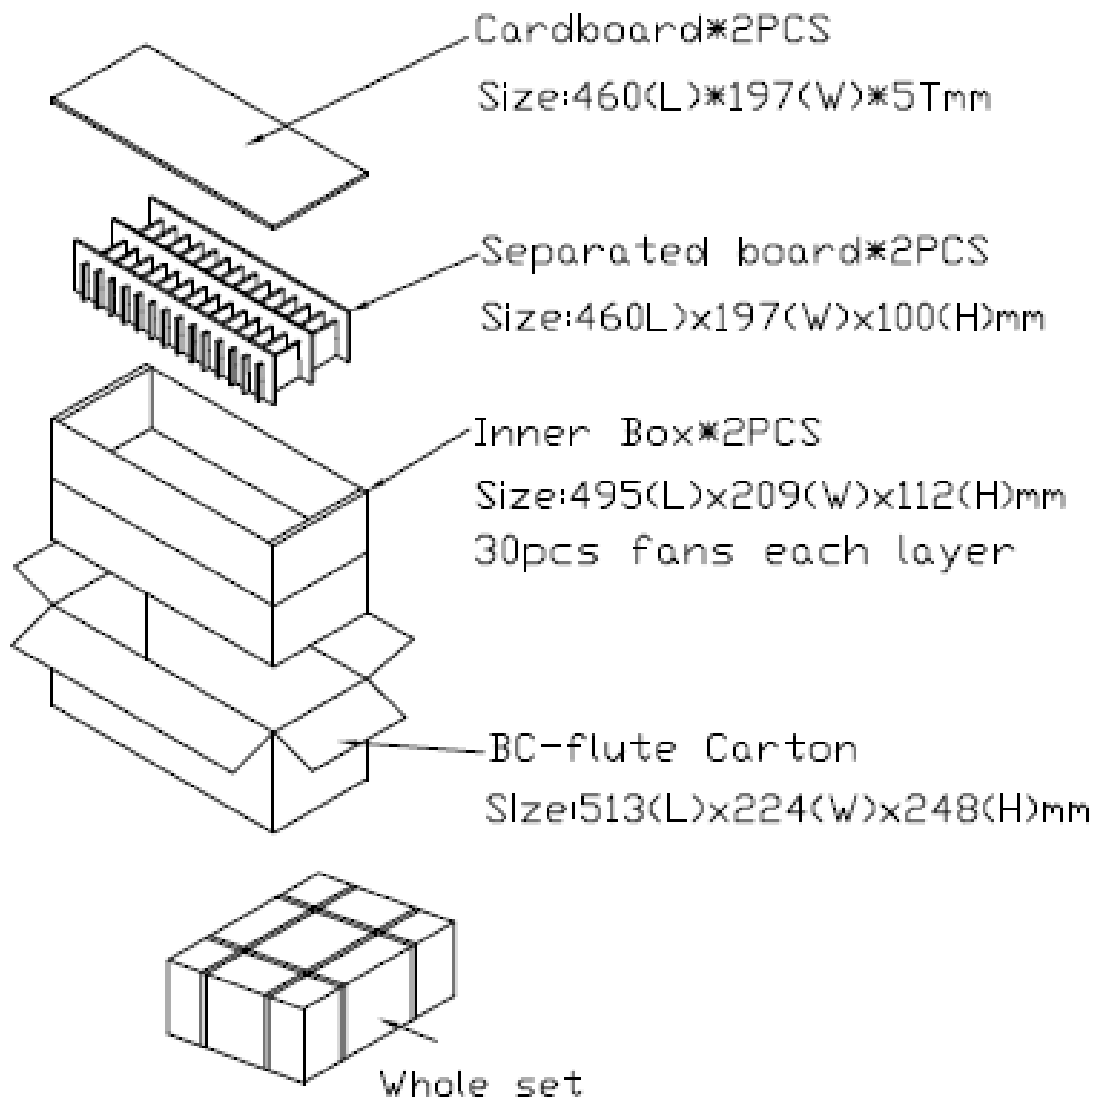 Cardboard*2PCS
Size:460(L)*197(W)*5Tmm
Separated board*2PCS
Size:460L)x197(W)x100(H)mm
Inner Box*2PCS
Size:495(L)x209(W)x112(H)mm
30pcs fans each layer
BC-flute Carton
SIze:513(L)x224(W)x248(H)mm
Whole set